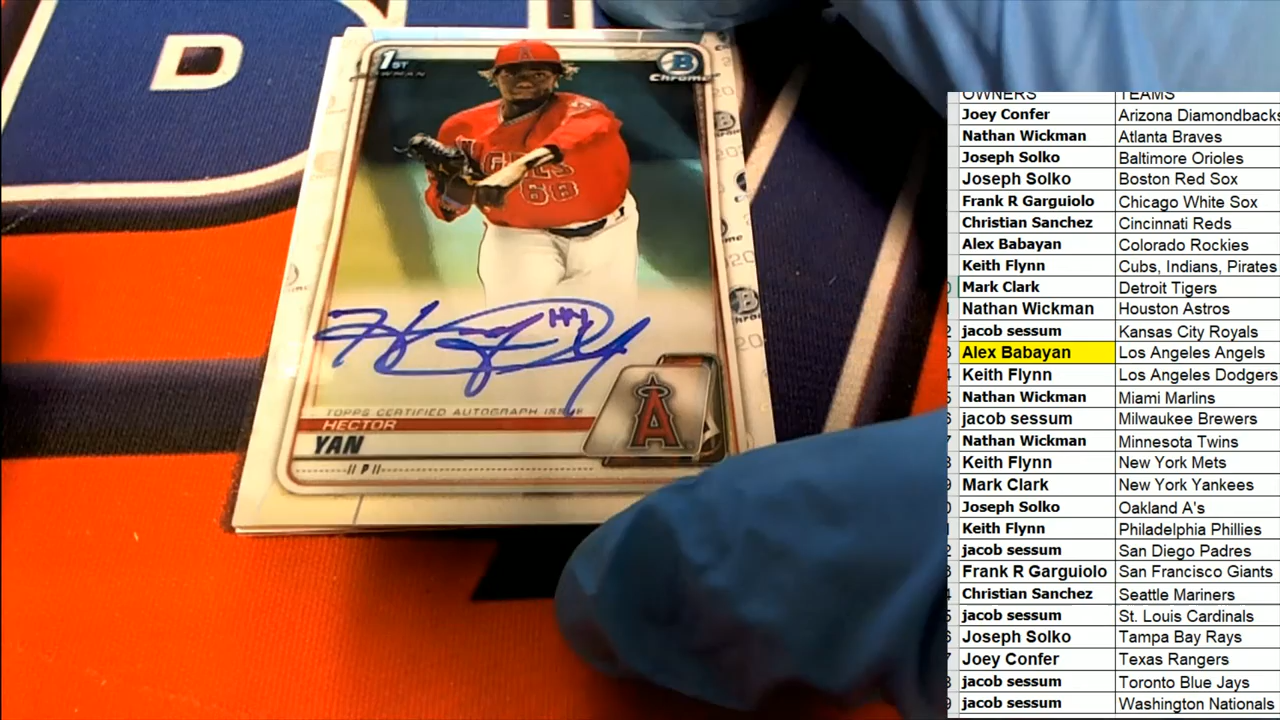 D
1ST
BOWMAN
B
Chrome
ANGELS
68
HY
TOPPS CERTIFIED AUTOGRAPH ISSUE
HECTOR
YAN
P
A
OWNERS TEAMS
Joey Confer Arizona Diamondbacks
Nathan Wickman Atlanta Braves
Joseph Solko Baltimore Orioles
Joseph Solko Boston Red Sox
Frank R Garguiolo Chicago White Sox
Christian Sanchez Cincinnati Reds
Alex Babayan Colorado Rockies
Keith Flynn Cubs, Indians, Pirates
Mark Clark Detroit Tigers
Nathan Wickman Houston Astros
jacob sessum Kansas City Royals
Alex Babayan Los Angeles Angels
Keith Flynn Los Angeles Dodgers
Nathan Wickman Miami Marlins
jacob sessum Milwaukee Brewers
Nathan Wickman Minnesota Twins
Keith Flynn New York Mets
Mark Clark New York Yankees
Joseph Solko Oakland A's
Keith Flynn Philadelphia Phillies
jacob sessum San Diego Padres
Frank R Garguiolo San Francisco Giants
Christian Sanchez Seattle Mariners
jacob sessum St. Louis Cardinals
Joseph Solko Tampa Bay Rays
Joey Confer Texas Rangers
jacob sessum Toronto Blue Jays
jacob sessum Washington Nationals